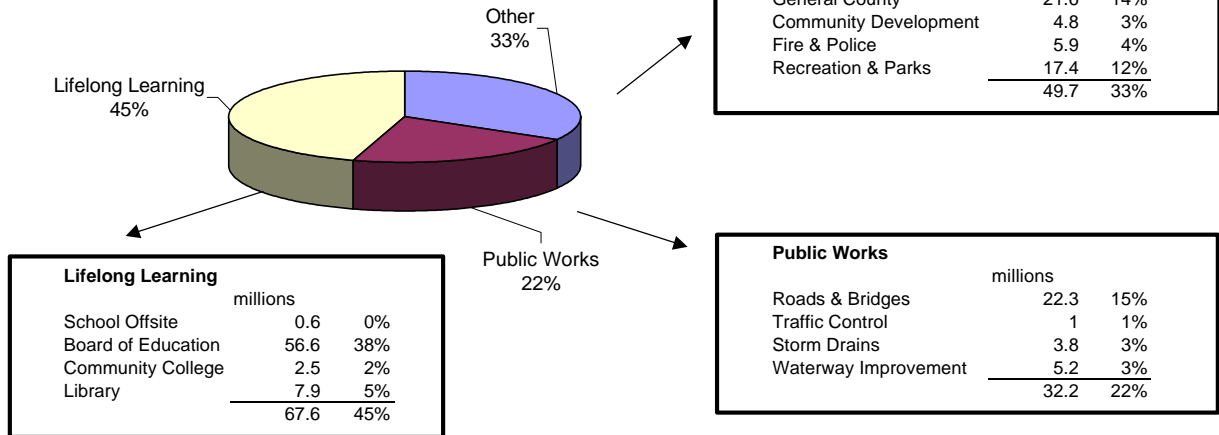 General County 21.6 14%
Community Development 4.8 3%
Fire & Police 5.9 4%
Recreation & Parks 17.4 12%
49.7 33%
Other
33%
Lifelong Learning
45%
Public Works
22%
Lifelong Learning
millions
School Offsite 0.6 0%
Board of Education 56.6 38%
Community College 2.5 2%
Library 7.9 5%
67.6 45%
Public Works
millions
Roads & Bridges 22.3 15%
Traffic Control 1 1%
Storm Drains 3.8 3%
Waterway Improvement 5.2 3%
32.2 22%